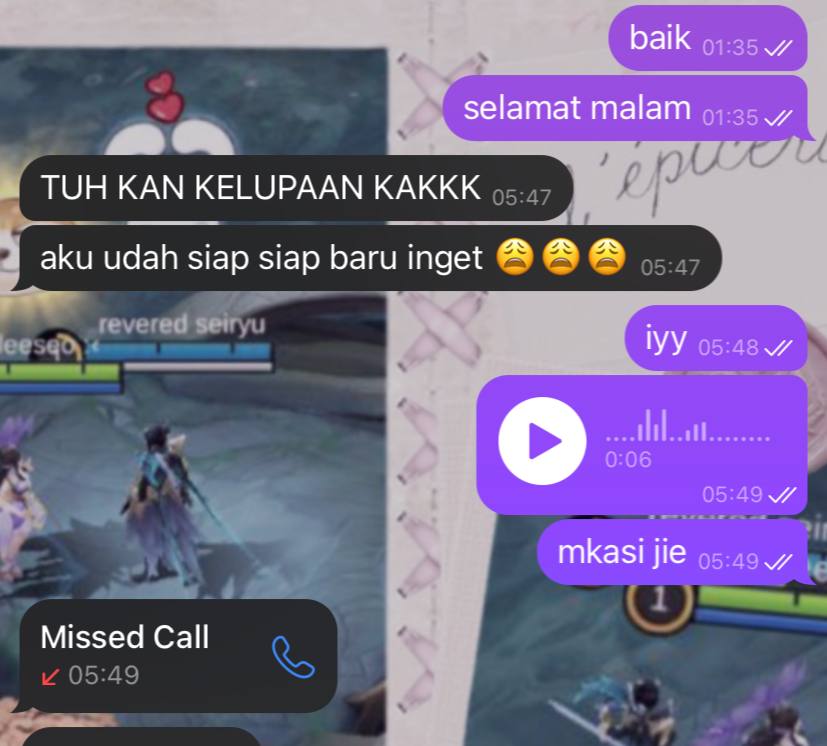 baik 01:35
selamat malam 01:35
TUH KAN KELUPAAN KAKKK 05:47
aku udah siap siap baru inget 😩😩😩 05:47
revered seiryu
iyy 05:48
0:06
05:49
mkasi jie 05:49
1
Missed Call
05:49